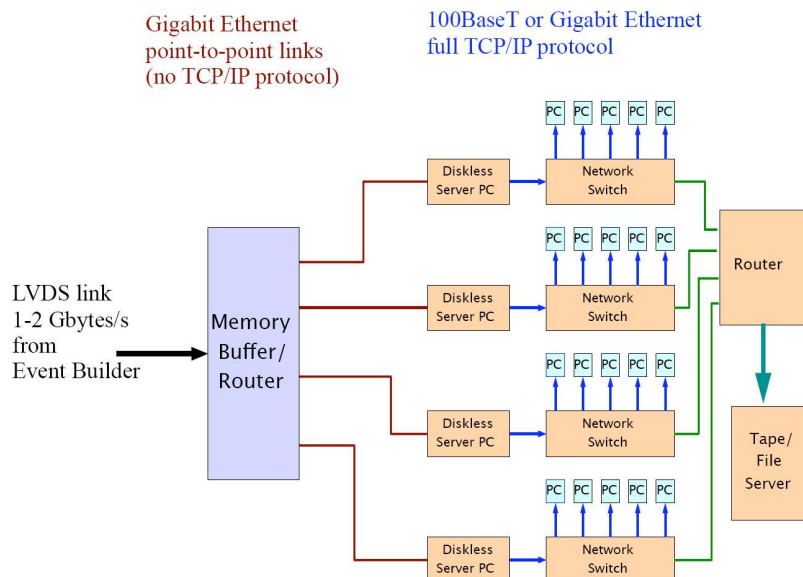 Gigabit Ethernet
point-to-point links
(no TCP/IP protocol)
100BaseT or Gigabit Ethernet
full TCP/IP protocol
PC PC PC PC PC
Diskless
Server PC
Network
Switch
PC PC PC PC PC
Diskless
Server PC
Network
Switch
Router
LVDS link
1-2 Gbytes/s
from
Event Builder
Memory
Buffer/
Router
PC PC PC PC PC
Diskless
Server PC
Network
Switch
Tape/
File
Server
PC PC PC PC PC
Diskless
Server PC
Network
Switch